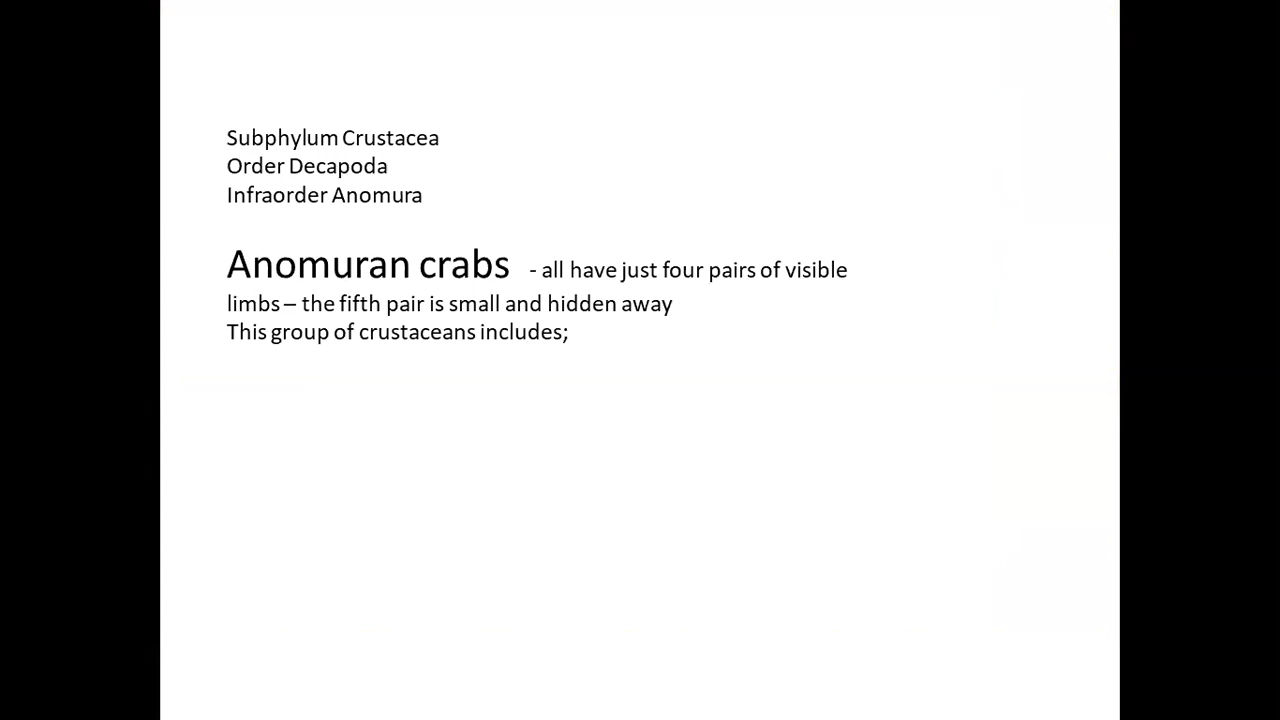 Subphylum Crustacea
Order Decapoda
Infraorder Anomura
Anomuran crabs - all have just four pairs of visible
limbs – the fifth pair is small and hidden away
This group of crustaceans includes;